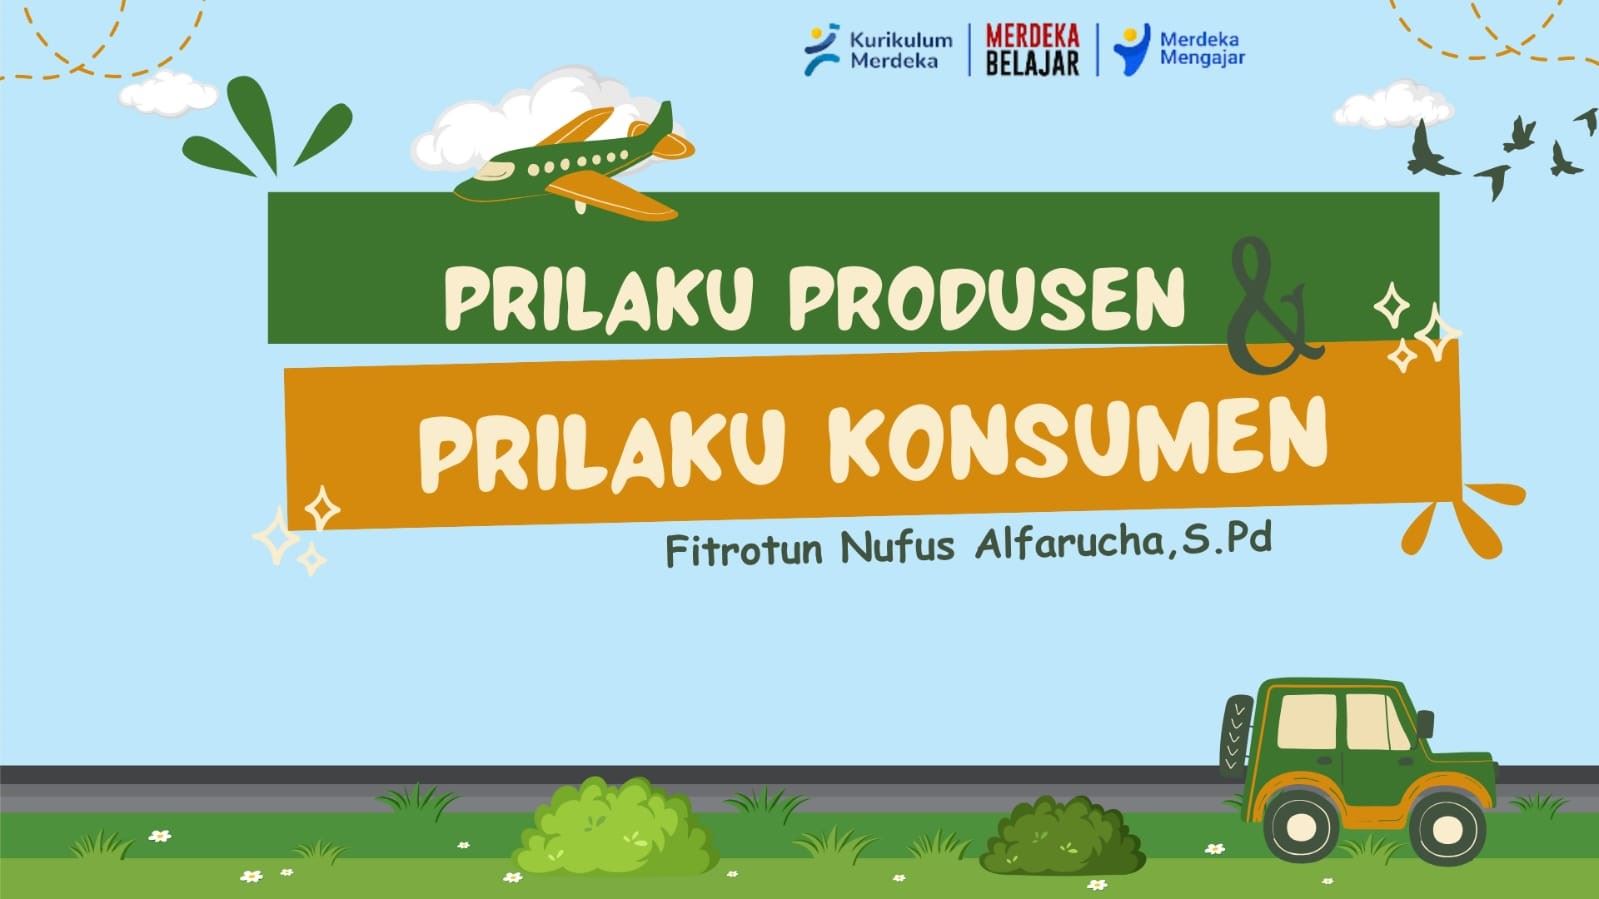 Kurikulum
Merdeka
MERDEKA
BELAJAR
Merdeka
Mengajar
PRILAKU PRODUSEN &
PRILAKU KONSUMEN
Fitrotun Nufus Alfarucha,S.Pd